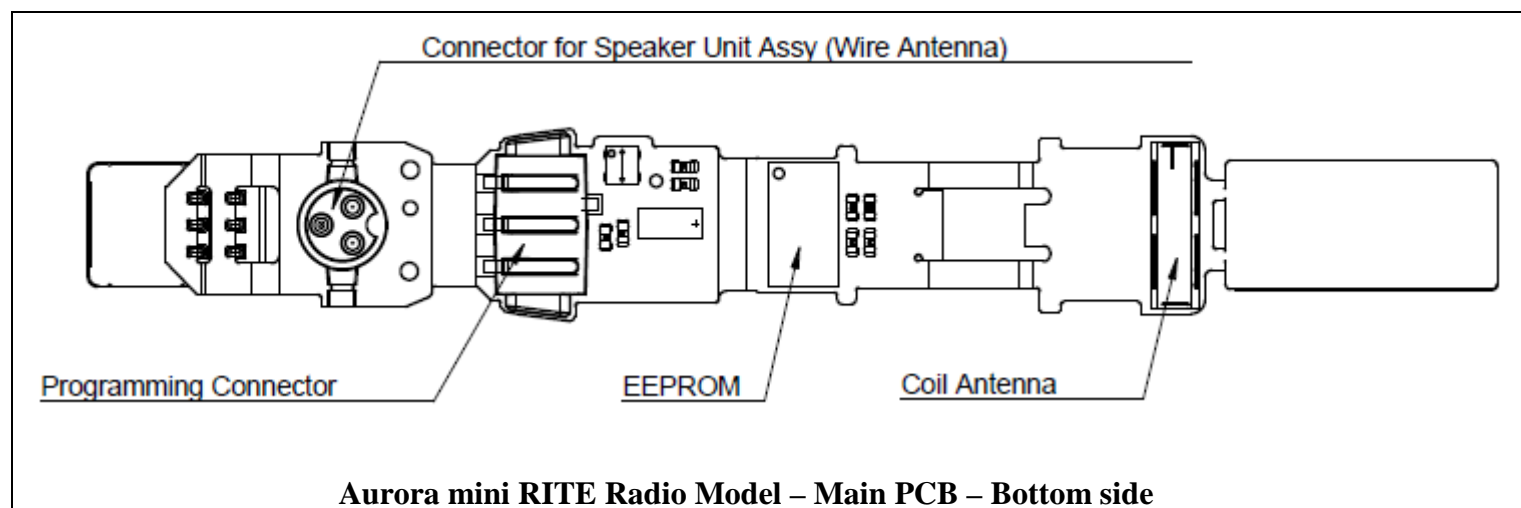 Connector for Speaker Unit Assy (Wire Antenna)
Programming Connector
EEPROM
Coil Antenna
Aurora mini RITE Radio Model – Main PCB – Bottom side